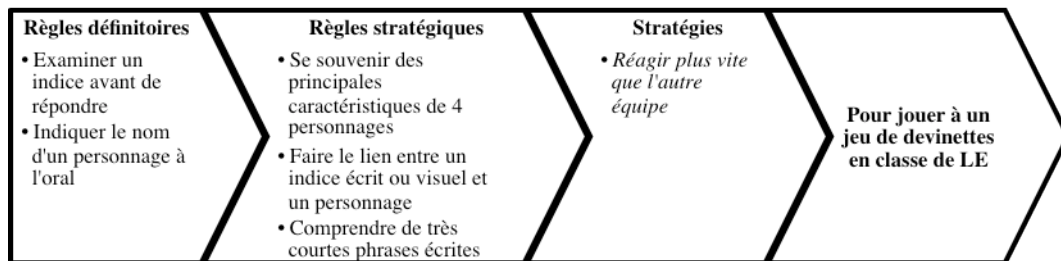 Règles définitoires
• Examiner un
indice avant de
répondre
• Indiquer le nom
d'un personnage à
l'oral
Règles stratégiques
• Se souvenir des
principales
caractéristiques de 4
personnages
• Faire le lien entre un
indice écrit ou visuel et
un personnage
• Comprendre de très
courtes phrases écrites
Stratégies
• Réagir plus vite
que l'autre
équipe
Pour jouer à un
jeu de devinettes
en classe de LE